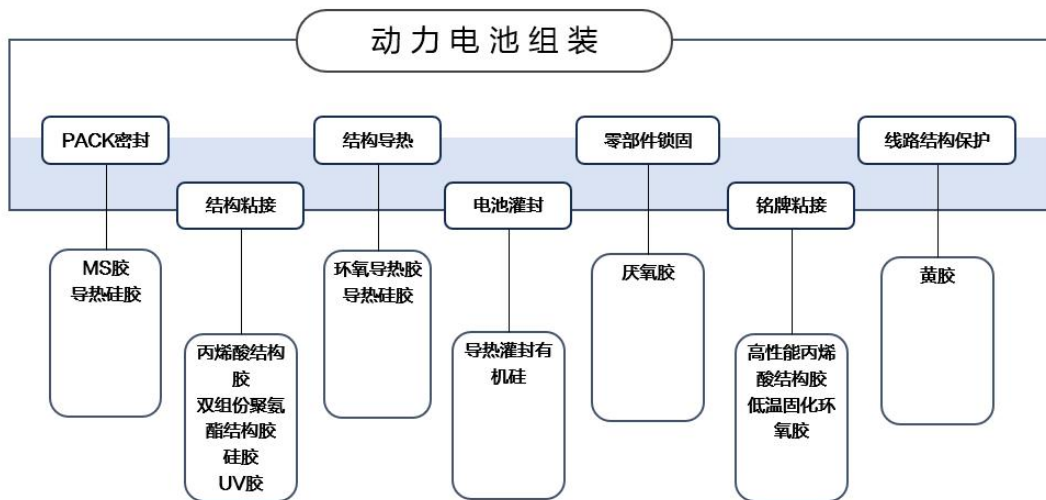 动力电池组装
PACK密封
结构导热
零部件锁固
线路结构保护
结构粘接
电池灌封
铭牌粘接
MS胶
导热硅胶
环氧导热胶
导热硅胶
厌氧胶
黄胶
丙烯酸结构
胶
双组份聚氨
酯结构胶
硅胶
UV胶
导热灌封有
机硅
高性能丙烯
酸结构胶
低温固化环
氧胶